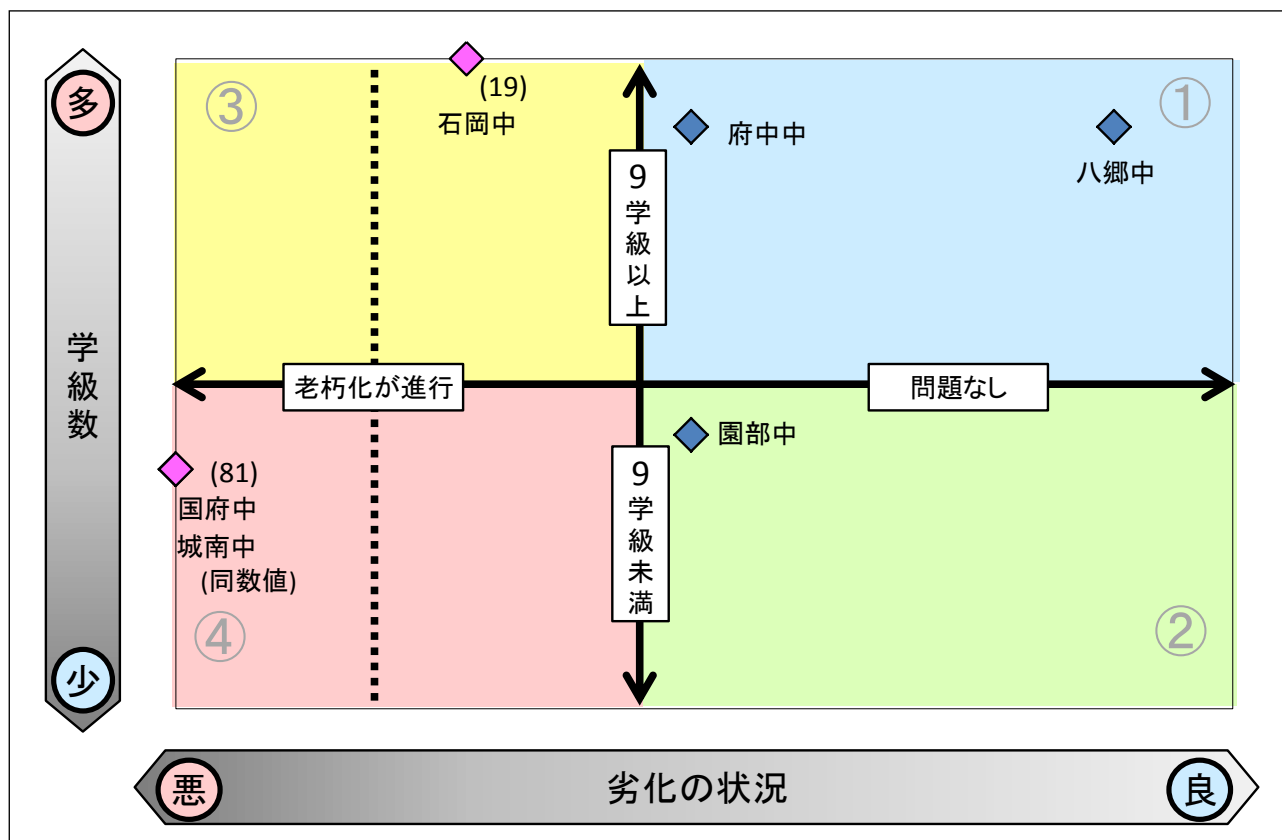 多
学級数
少
③
(19)
石岡中
9学級以上
府中中
①
八郷中
老朽化が進行
問題なし
(81)
国府中
城南中
(同数値)
④
9学級未満
園部中
②
悪
劣化の状況
良